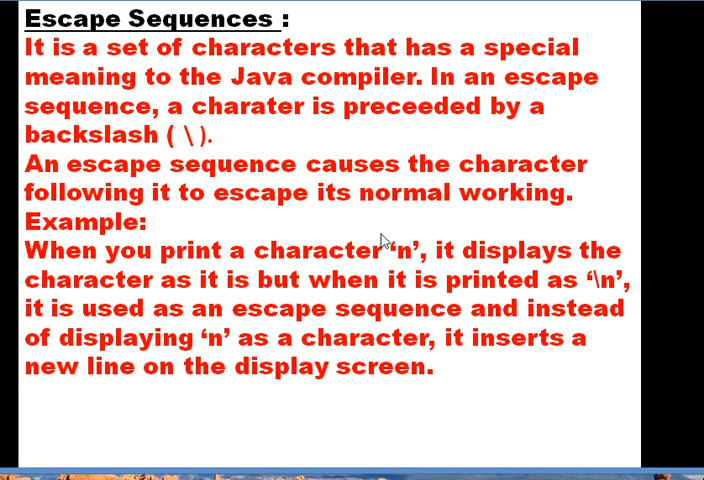 Escape Sequences :
It is a set of characters that has a special
meaning to the Java compiler. In an escape
sequence, a charater is preceeded by a
backslash ( \ ).
An escape sequence causes the character
following it to escape its normal working.
Example:
When you print a character ‘n’, it displays the
character as it is but when it is printed as ‘\n’,
it is used as an escape sequence and instead
of displaying ‘n’ as a character, it inserts a
new line on the display screen.